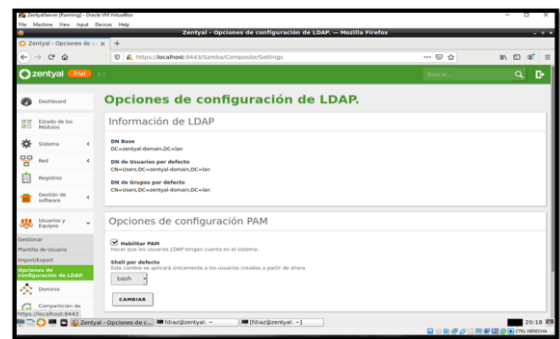 ZentyalServer [Running] - Oracle VM VirtualBox
File Machine View Input Devices Help
Zentyal - Opciones de configuración de LDAP. — Mozilla Firefox
Zentyal - Opciones de
https://localhost:8443/Samba/Composite/Settings
zentyal Trial
Buscar...
Dashboard
Estado de los Módulos
Sistema
Red
Registros
Gestión de software
Usuarios y Equipos
Gestionar
Plantilla de Usuario
Import/Export
Opciones de configuración de LDAP.
Dominio
Compartición de
https://localhost:8443
Opciones de configuración de LDAP.
Información de LDAP
DN Base
DC=zentyal-domain,DC=lan
DN de Usuarios por defecto
CN=Users,DC=zentyal-domain,DC=lan
DN de Grupos por defecto
CN=Users,DC=zentyal-domain,DC=lan
Opciones de configuración PAM
Habilitar PAM
Hacer que los usuarios LDAP tengan cuenta en el sistema.
Shell por defecto
Este cambio se aplicará únicamente a los usuarios creados a partir de ahora.
bash
CAMBIAR
Zentyal - Opciones de c...
fdiaz@zentyal: ~
[fdiaz@zentyal: ~]
20:18
CTRL DERECHA